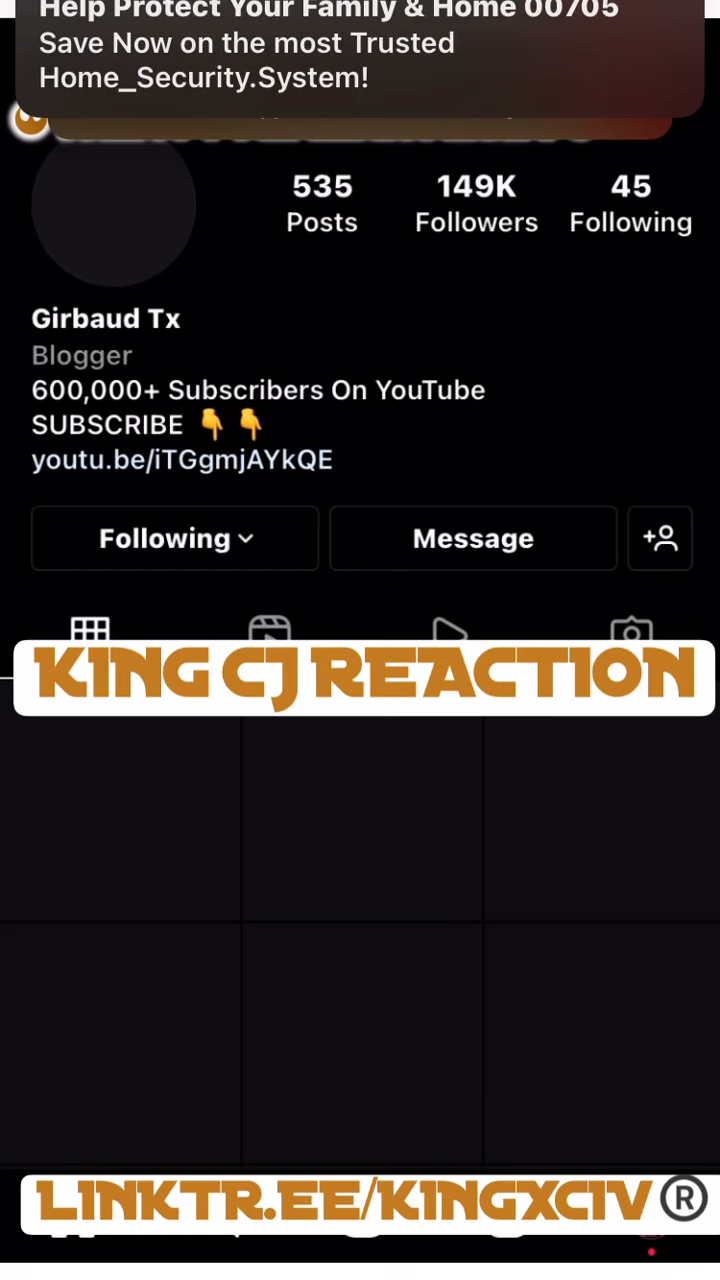 Help Protect Your Family & Home 00705
Save Now on the most Trusted
Home_Security.System!
535 149K 45
Posts Followers Following
Girbaud Tx
Blogger
600,000+ Subscribers On YouTube
SUBSCRIBE 👇 👇
youtu.be/iTGgmjAYkQE
Following Message
KING CJ REACTION
LINKTR.EE/KINGXCIV®